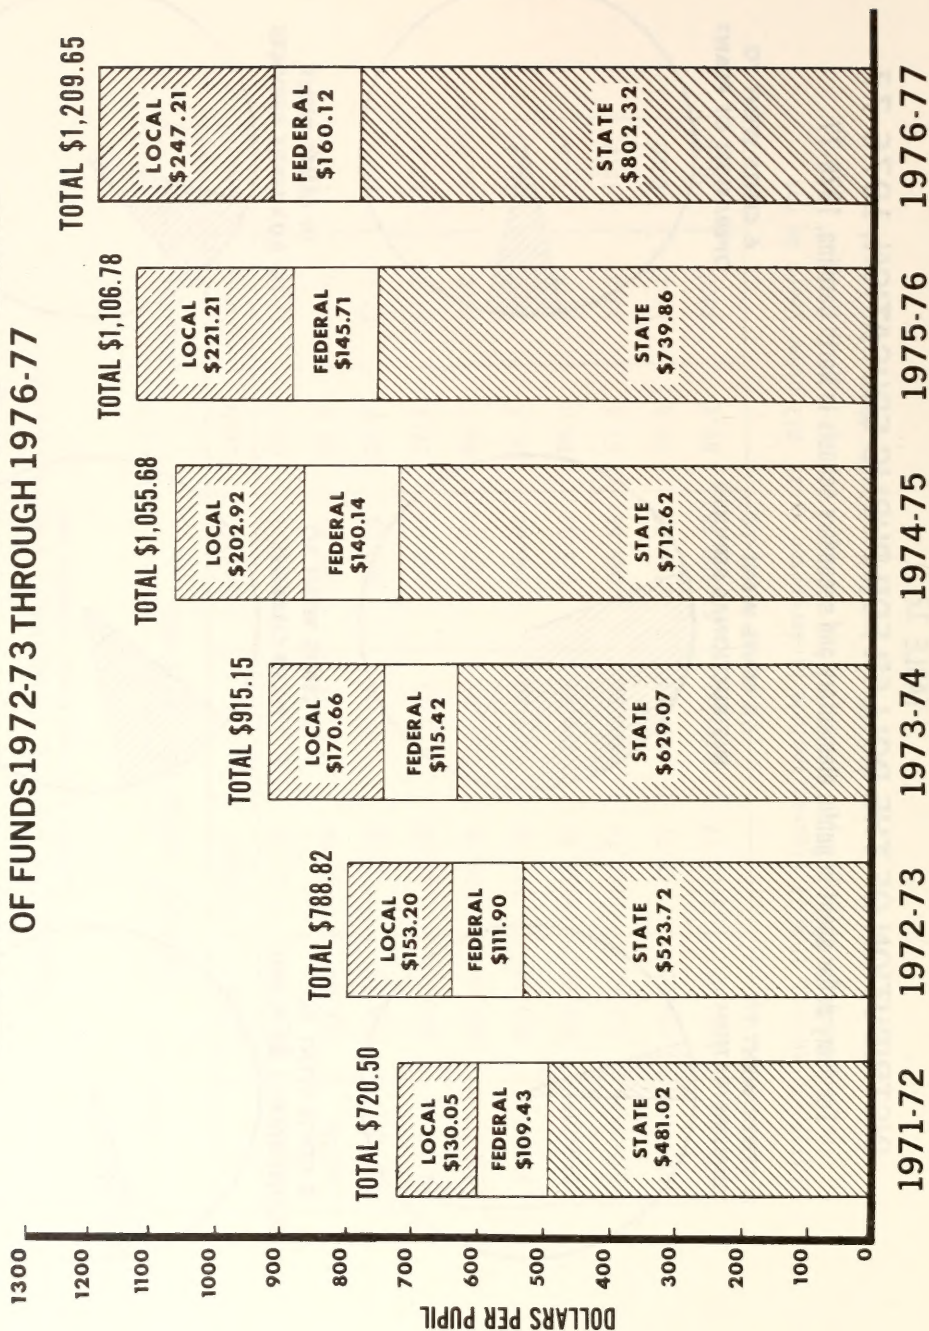 OF FUNDS 1972-73 THROUGH 1976-77
DOLLARS PER PUPIL
1300
1200
1100
1000
900
800
700
600
500
400
300
200
100
0
TOTAL $720.50
LOCAL
$130.05
FEDERAL
$109.43
STATE
$481.02
1971-72
TOTAL $788.82
LOCAL
$153.20
FEDERAL
$111.90
STATE
$523.72
1972-73
TOTAL $915.15
LOCAL
$170.66
FEDERAL
$115.42
STATE
$629.07
1973-74
TOTAL $1,055.68
LOCAL
$202.92
FEDERAL
$140.14
STATE
$712.62
1974-75
TOTAL $1,106.78
LOCAL
$221.21
FEDERAL
$145.71
STATE
$739.86
1975-76
TOTAL $1,209.65
LOCAL
$247.21
FEDERAL
$160.12
STATE
$802.32
1976-77